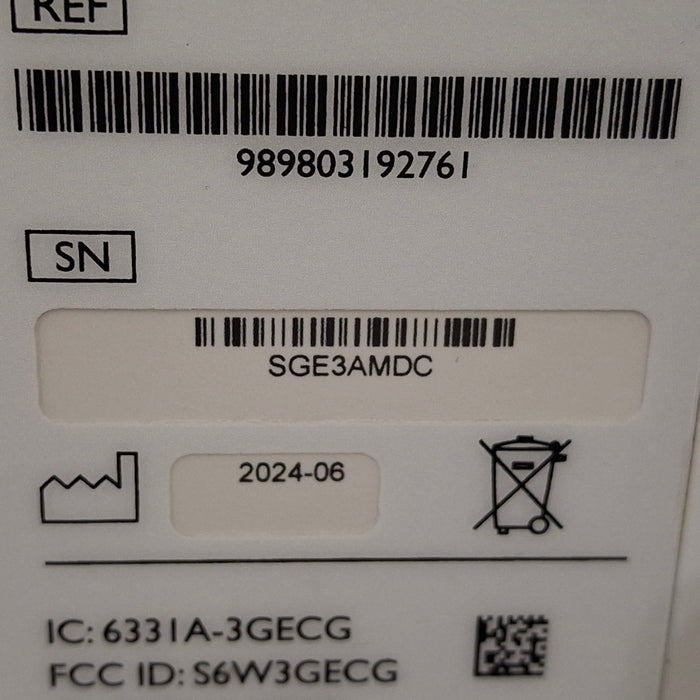 REF
989803192761
SN
SGE3AMDC
2024-06
IC: 6331A-3GECG
FCC ID: S6W3GECG